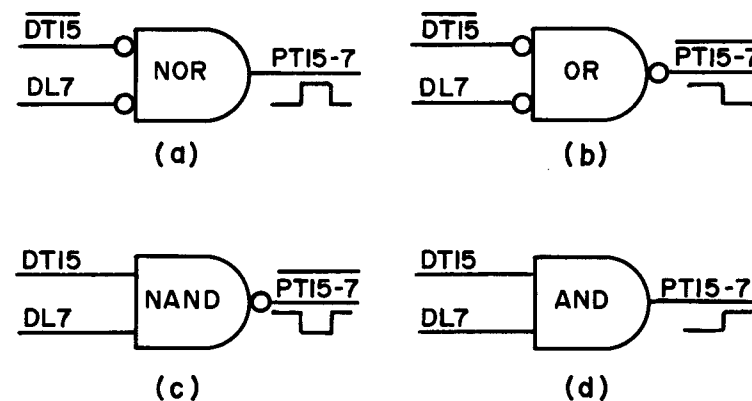 DT15
NOR
PT15-7
DL7
(a)
DT15
OR
PT15-7
DL7
(b)
DT15
NAND
PT15-7
DL7
(c)
DT15
AND
PT15-7
DL7
(d)